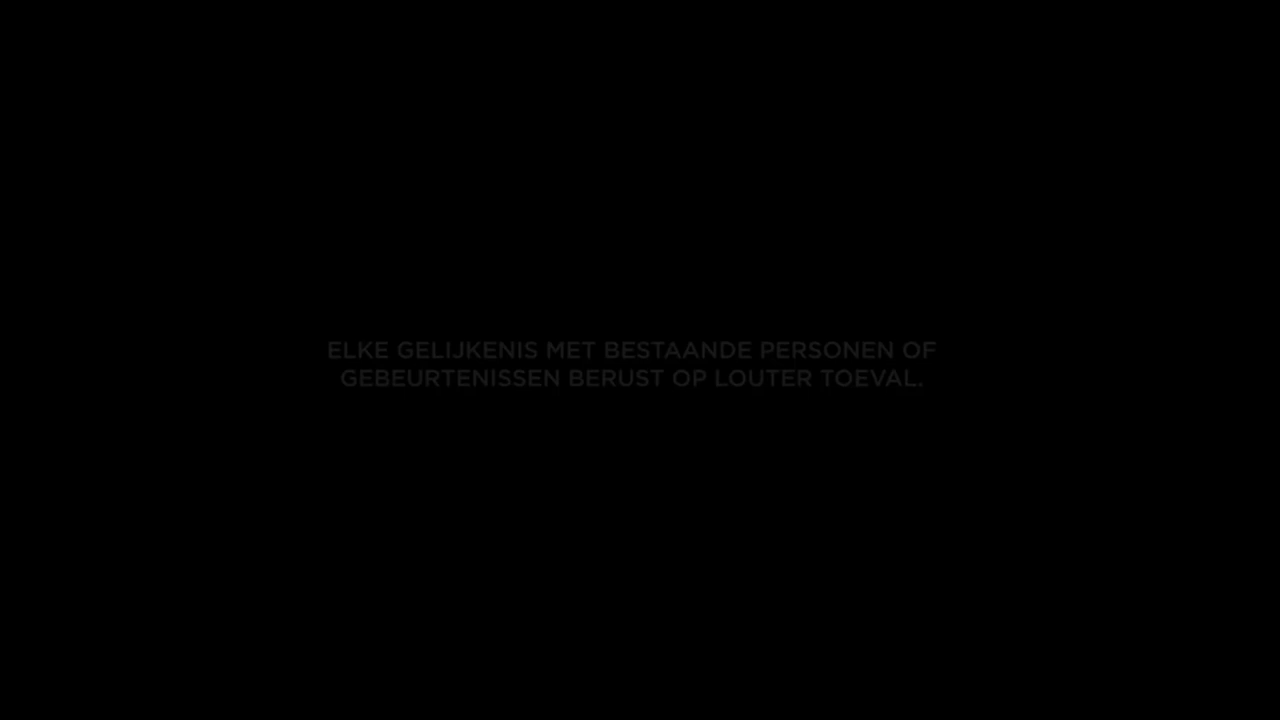 ELKE GELIJKENIS MET BESTAANDE PERSONEN OF
GEBEURTENISSEN BERUST OP LOUTER TOEVAL.